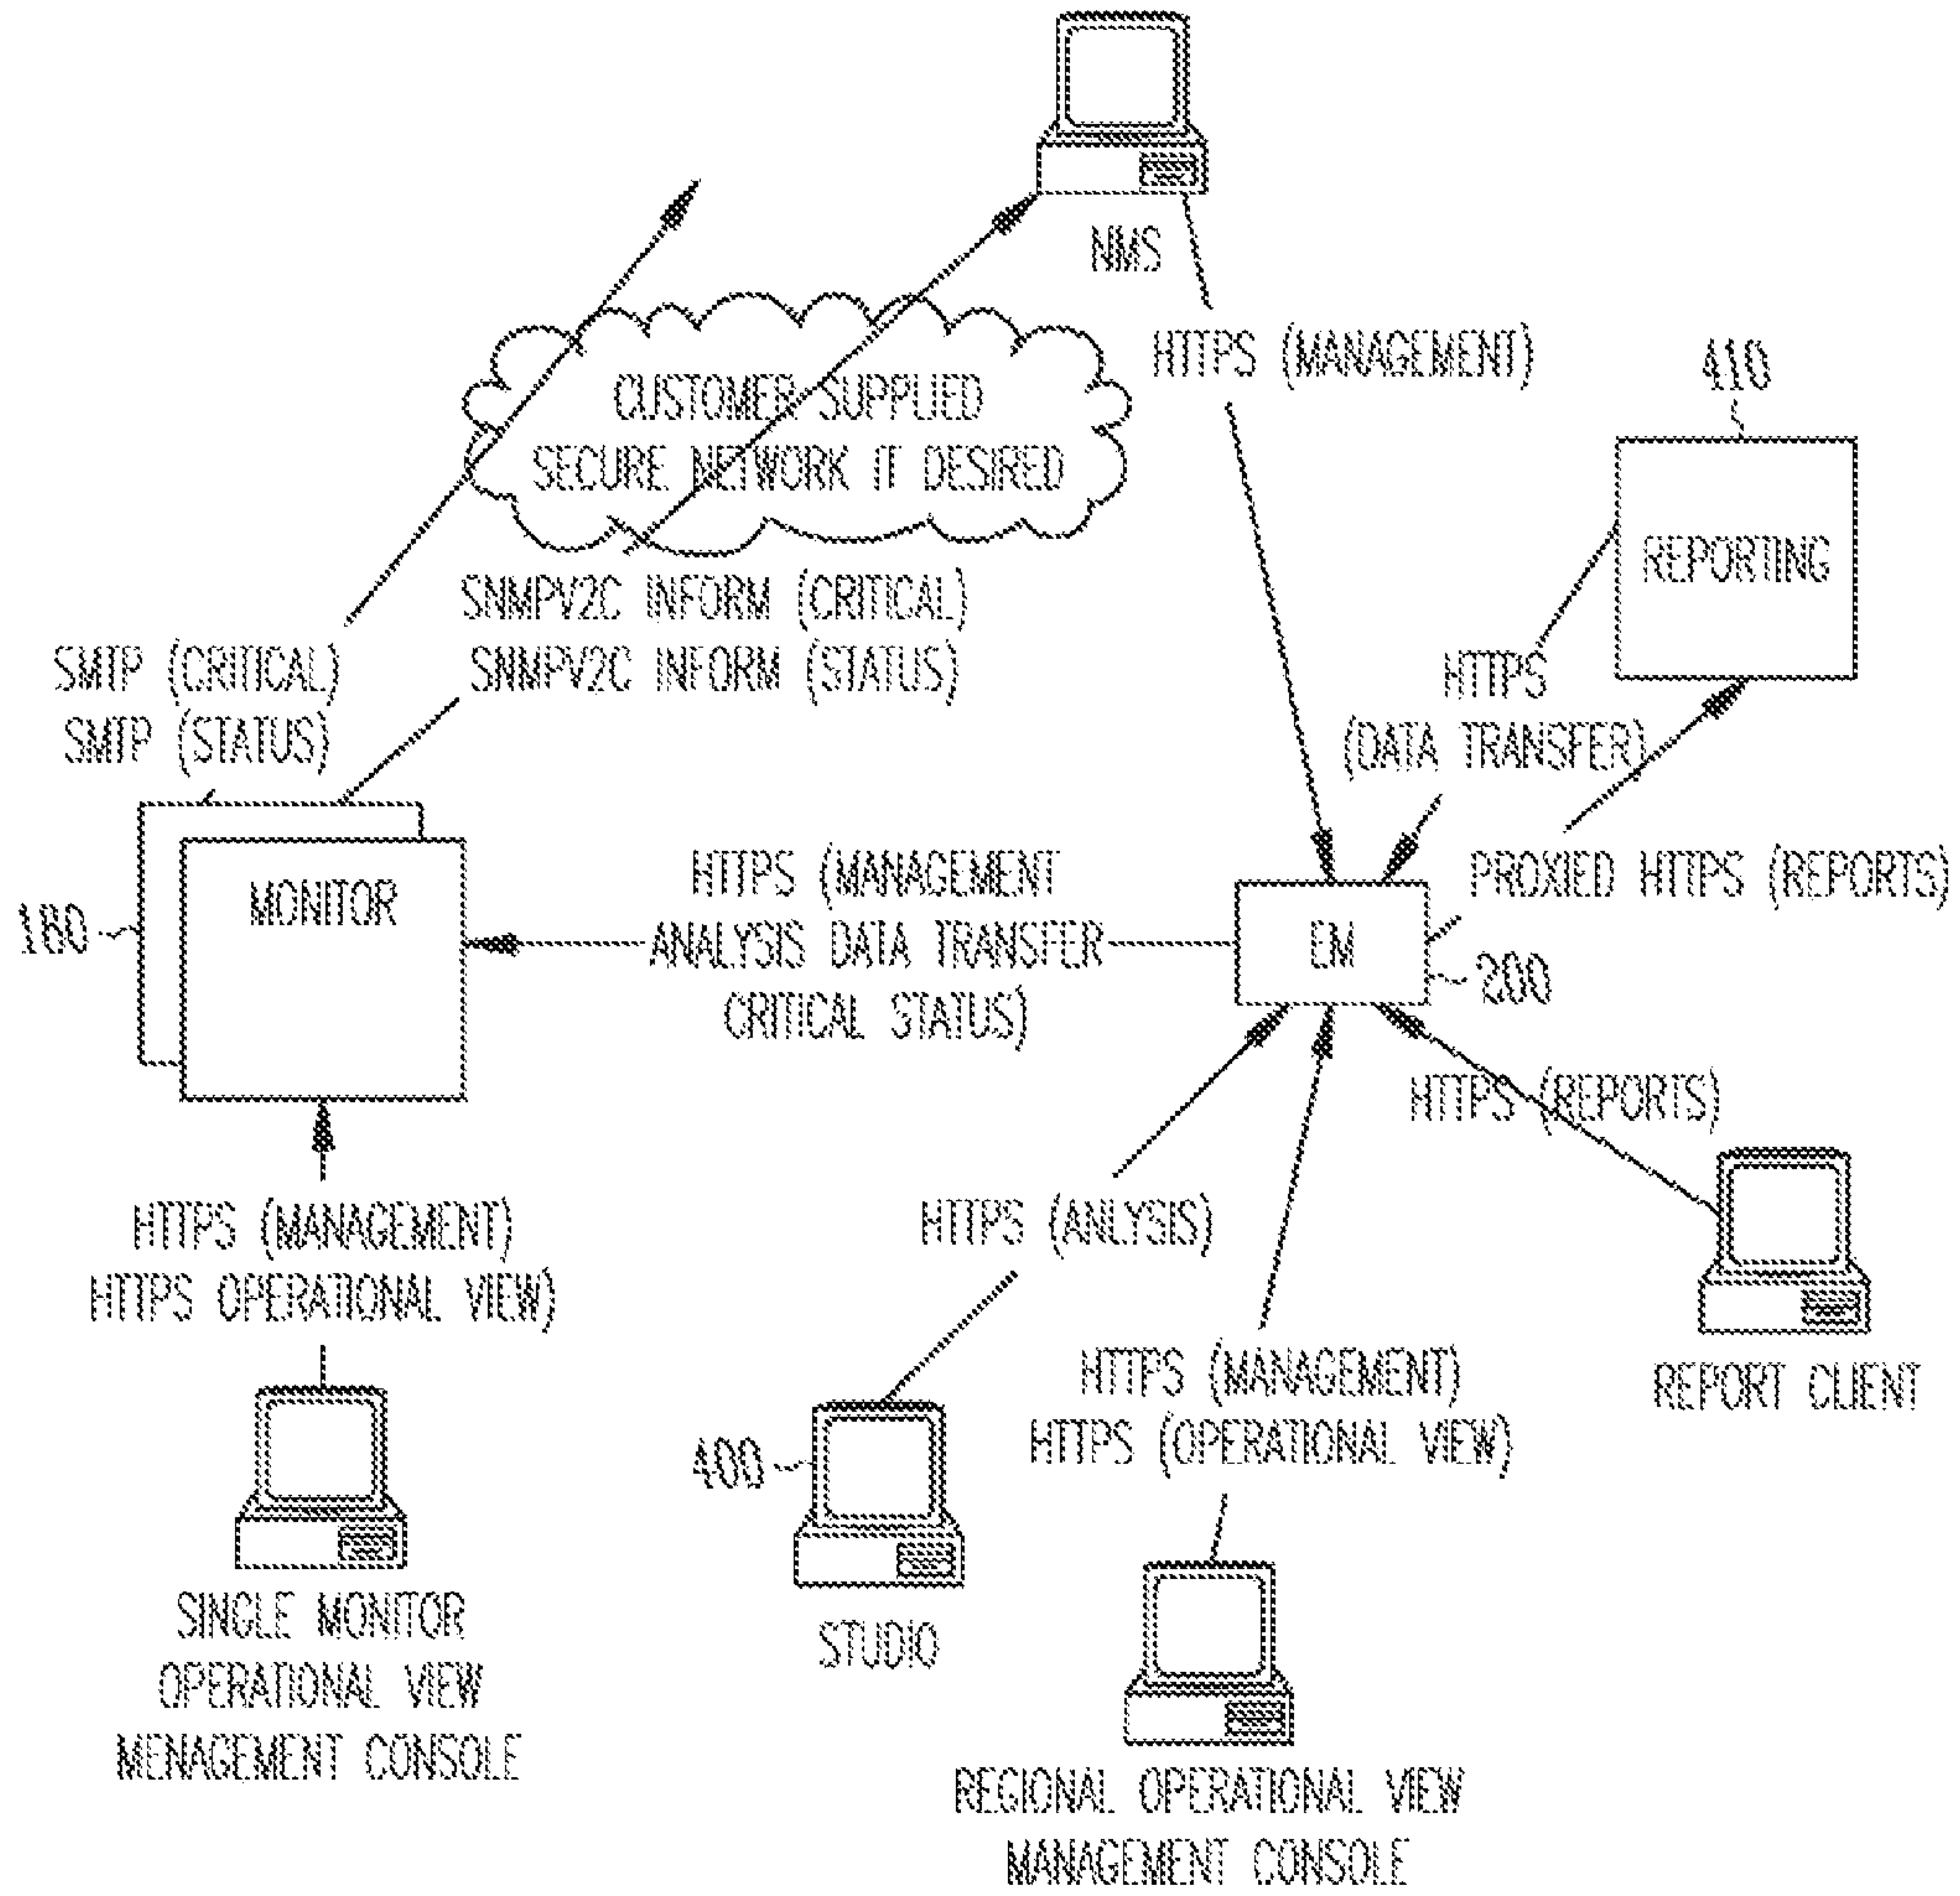 NMS
HTTPS (MANAGEMENT)
410
CUSTOMER SUPPLIED
SECURE NETWORK IT DESIRED
REPORTING
SNMPV2C INFORM (CRITICAL)
SNMPV2C INFORM (STATUS)
SMTP (CRITICAL)
SMTP (STATUS)
HTTPS
(DATA TRANSFER)
MONITOR
180
HTTPS (MANAGEMENT
ANALYSIS DATA TRANSFER
CRITICAL STATUS)
EM
PROXIED HTTPS (REPORTS)
200
HTTPS (REPORTS)
HTTPS (MANAGEMENT)
HTTPS OPERATIONAL VIEW)
HTTPS (ANLYSIS)
HTTPS (MANAGEMENT)
HTTPS (OPERATIONAL VIEW)
REPORT CLIENT
400
SINGLE MONITOR
OPERATIONAL VIEW
MENAGEMENT CONSOLE
STUDIO
REGIONAL OPERATIONAL VIEW
MANAGEMENT CONSOLE